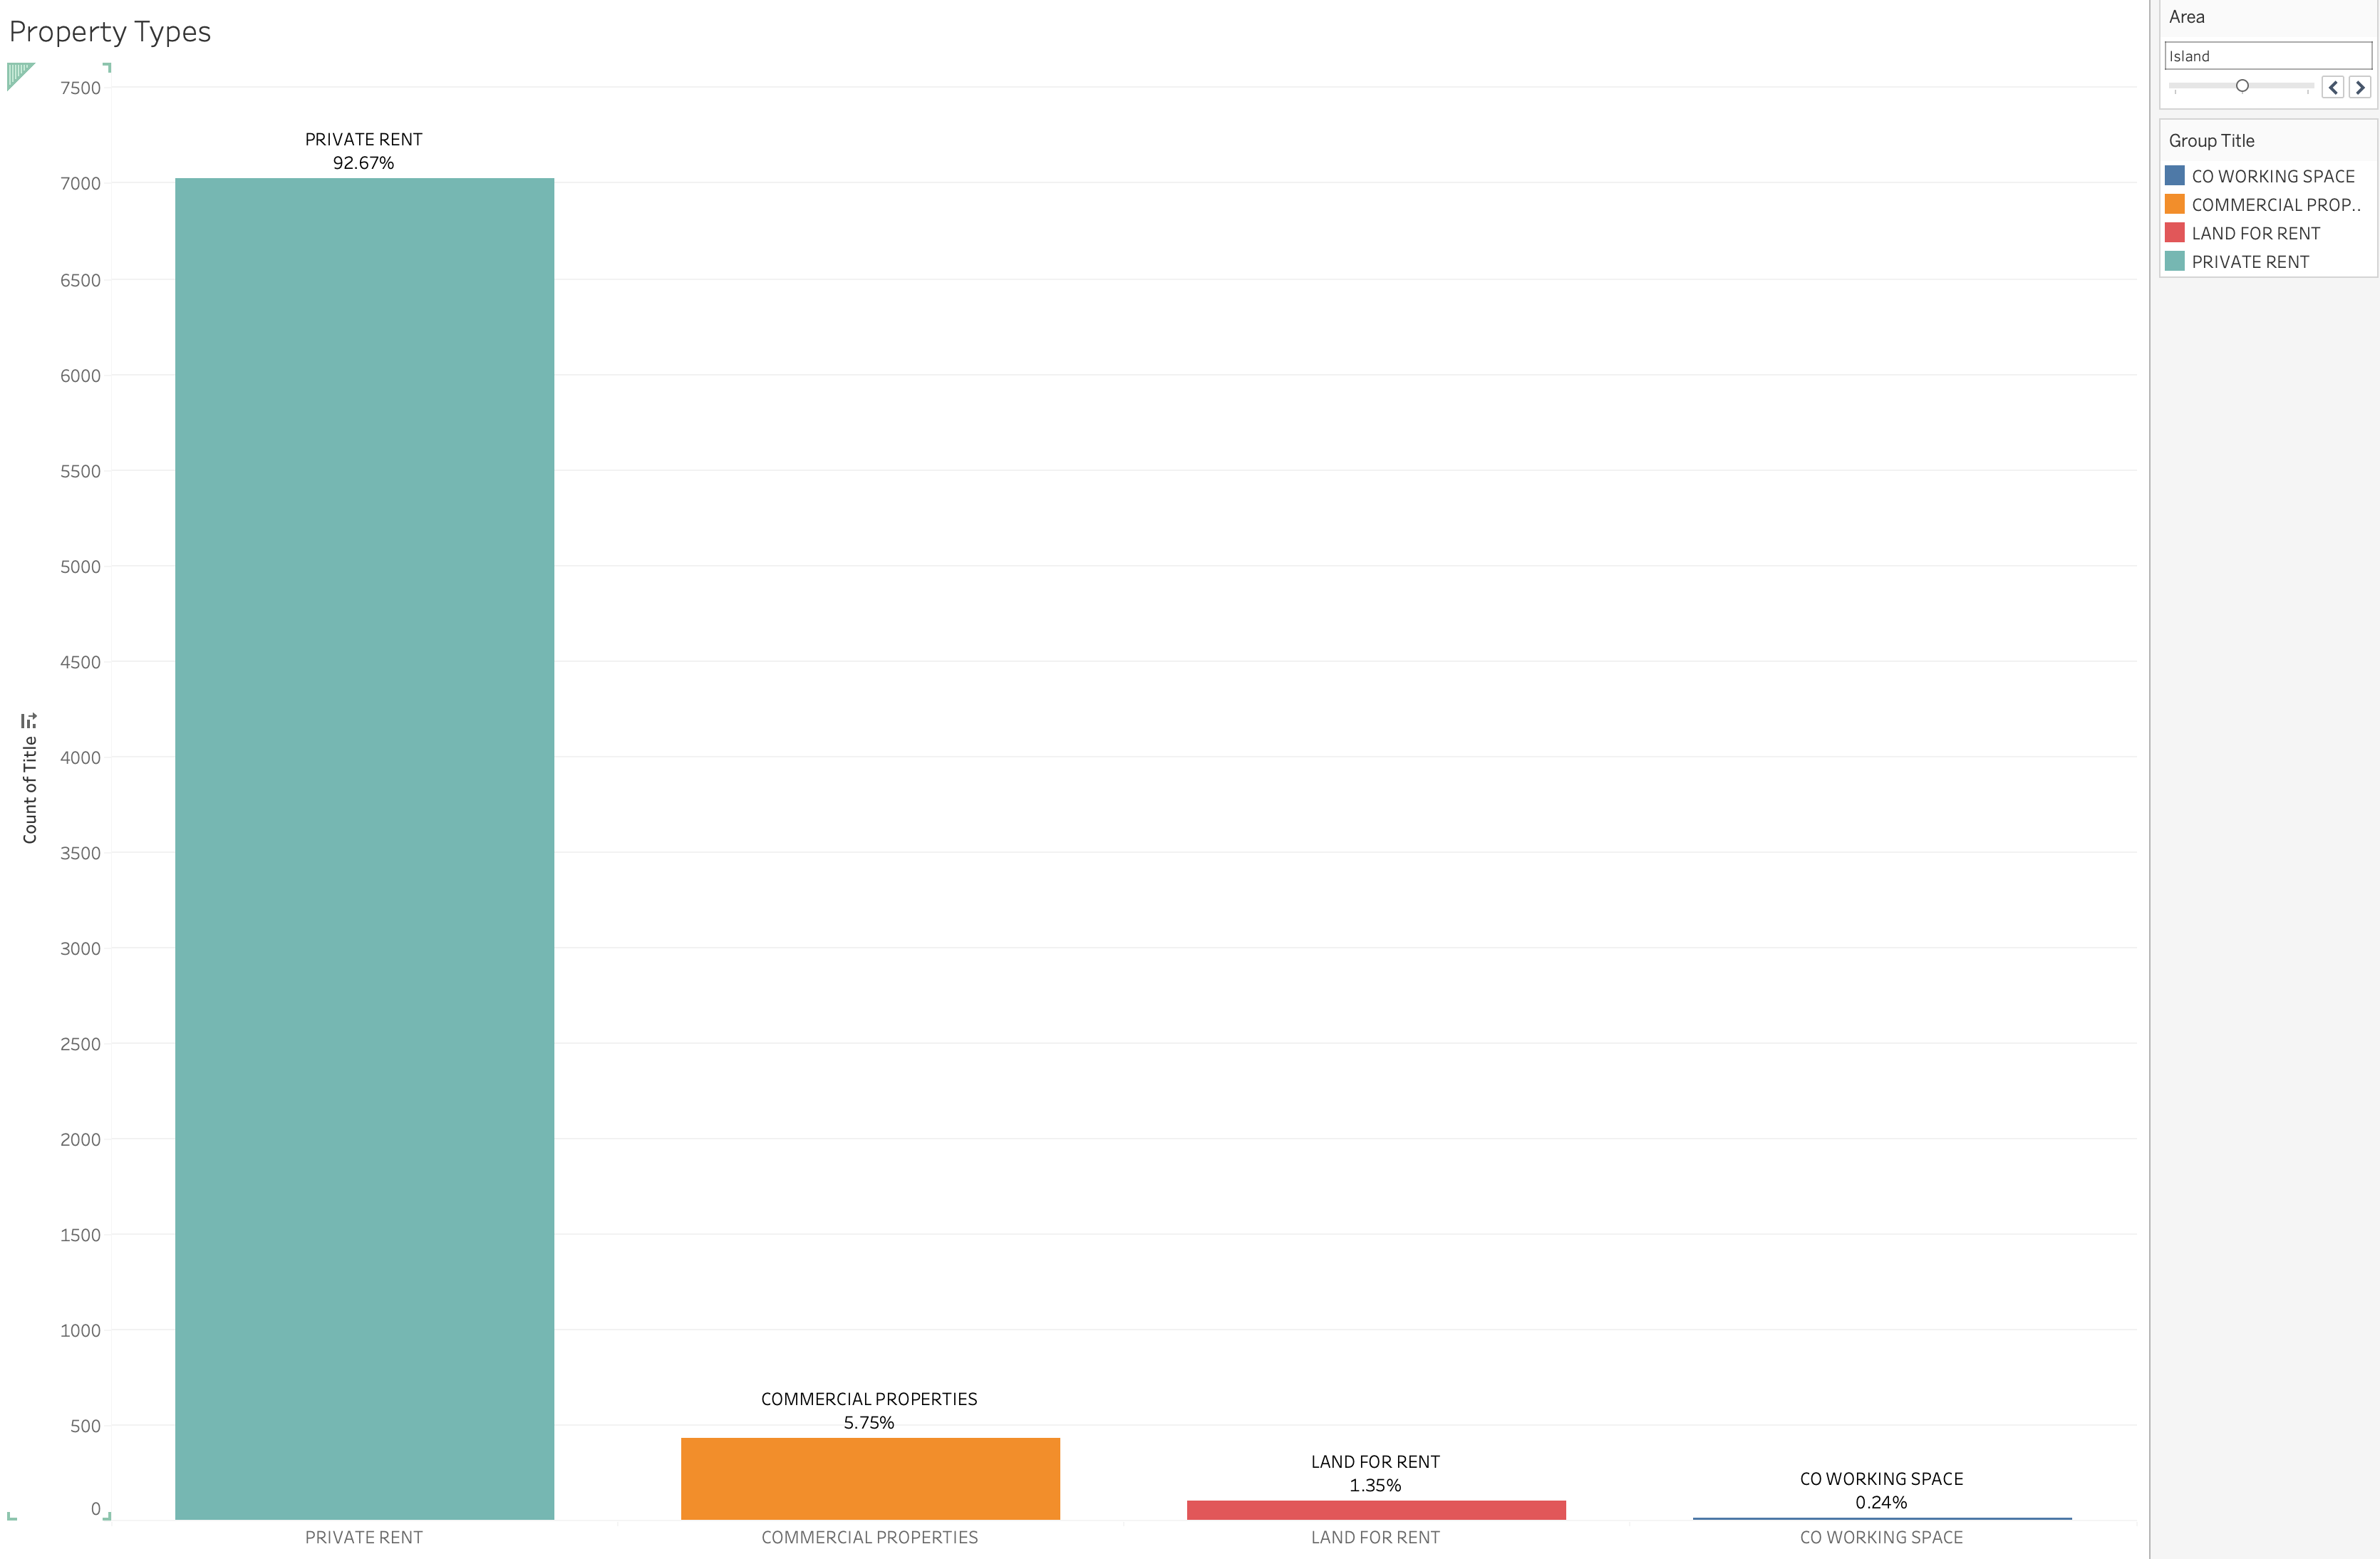 Property Types
Area
Island
Group Title
CO WORKING SPACE
COMMERCIAL PROP..
LAND FOR RENT
PRIVATE RENT
Count of Title
7500
7000
6500
6000
5500
5000
4500
4000
3500
3000
2500
2000
1500
1000
500
0
PRIVATE RENT
92.67%
COMMERCIAL PROPERTIES
5.75%
LAND FOR RENT
1.35%
CO WORKING SPACE
0.24%
PRIVATE RENT
COMMERCIAL PROPERTIES
LAND FOR RENT
CO WORKING SPACE